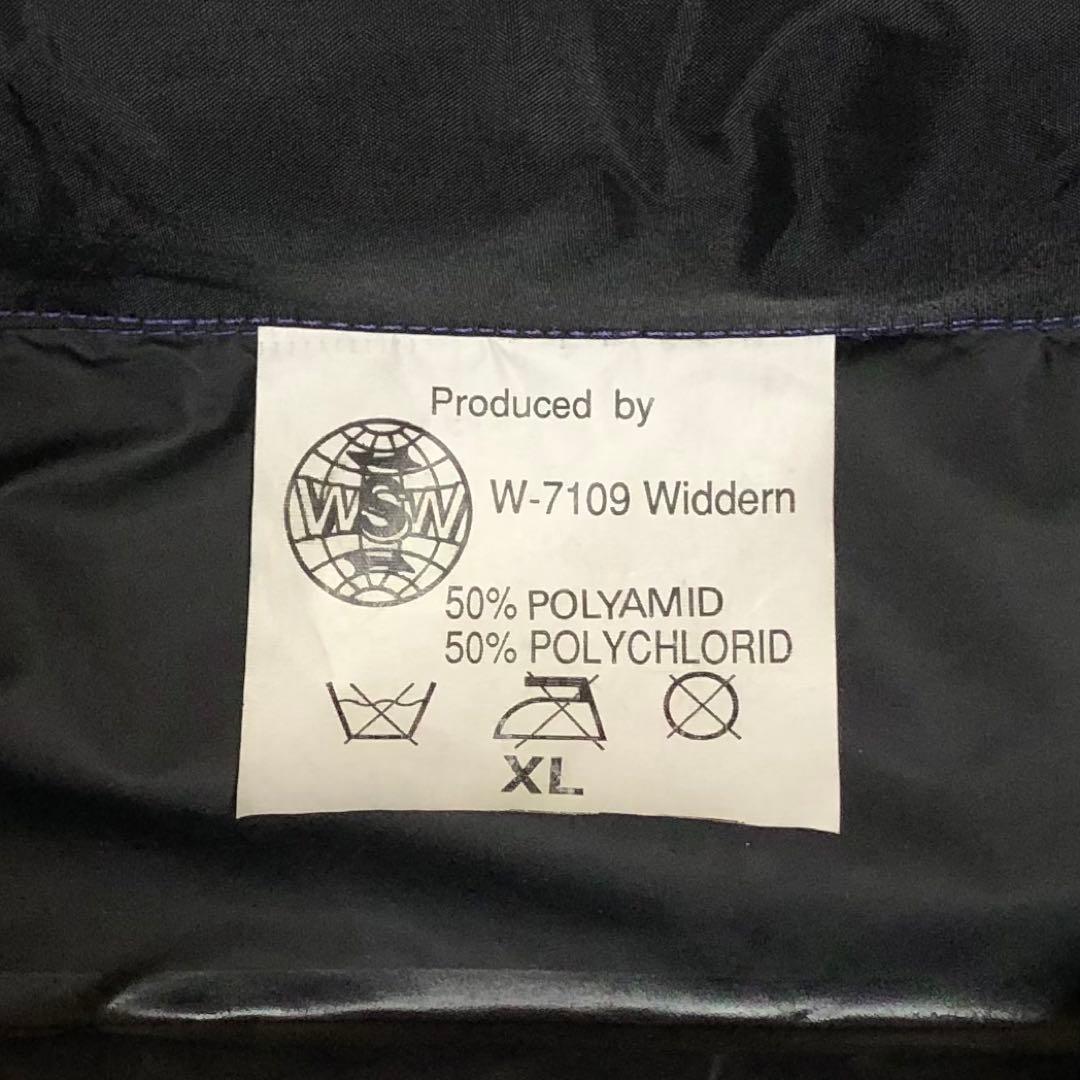 Produced by
WSW
W-7109 Widdern
50% POLYAMID
50% POLYCHLORID
XL